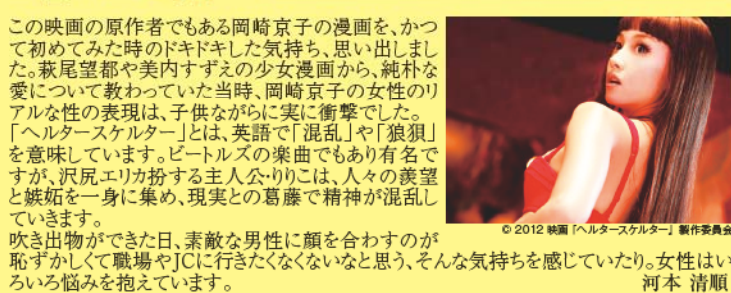 この映画の原作者でもある岡崎京子の漫画を、かつ
て初めてみた時のドキドキした気持ち、思い出しまし
た。萩尾望都や美内すずえの少女漫画から、純朴な
愛について教わっていた当時、岡崎京子の女性のリ
アルな性の表現は、子供ながらに実に衝撃でした。
「ヘルタースケルター」とは、英語で「混乱」や「狼狽」
を意味しています。ビートルズの楽曲でもあり有名で
すが、沢尻エリカ扮する主人公・りりこは、人々の羨望
と嫉妬を一身に集め、現実との葛藤で精神が混乱し
ていきます。
© 2012 映画「ヘルタースケルター」製作委員会
吹き出物ができた日、素敵な男性に顔を合わすのが
恥ずかしくて職場やJCに行きたくなくないなと思う、そんな気持ちを感じていたり。女性はい
ろいろ悩みを抱えています。
河本 清順